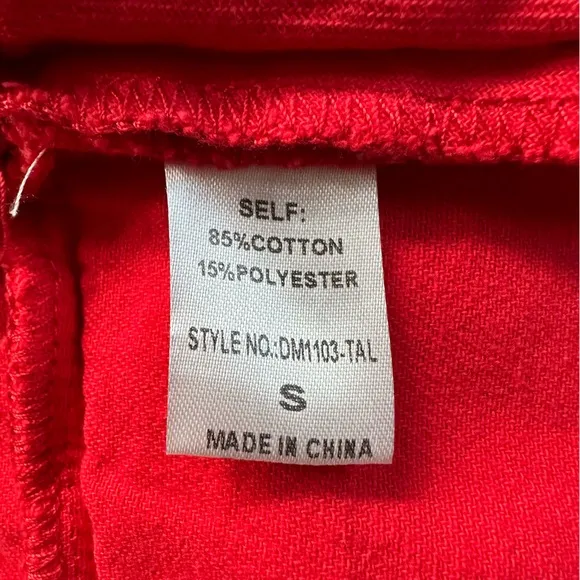 SELF:
85%COTTON
15%POLYESTER
STYLE NO.:DM1103-TAL
S
MADE IN CHINA